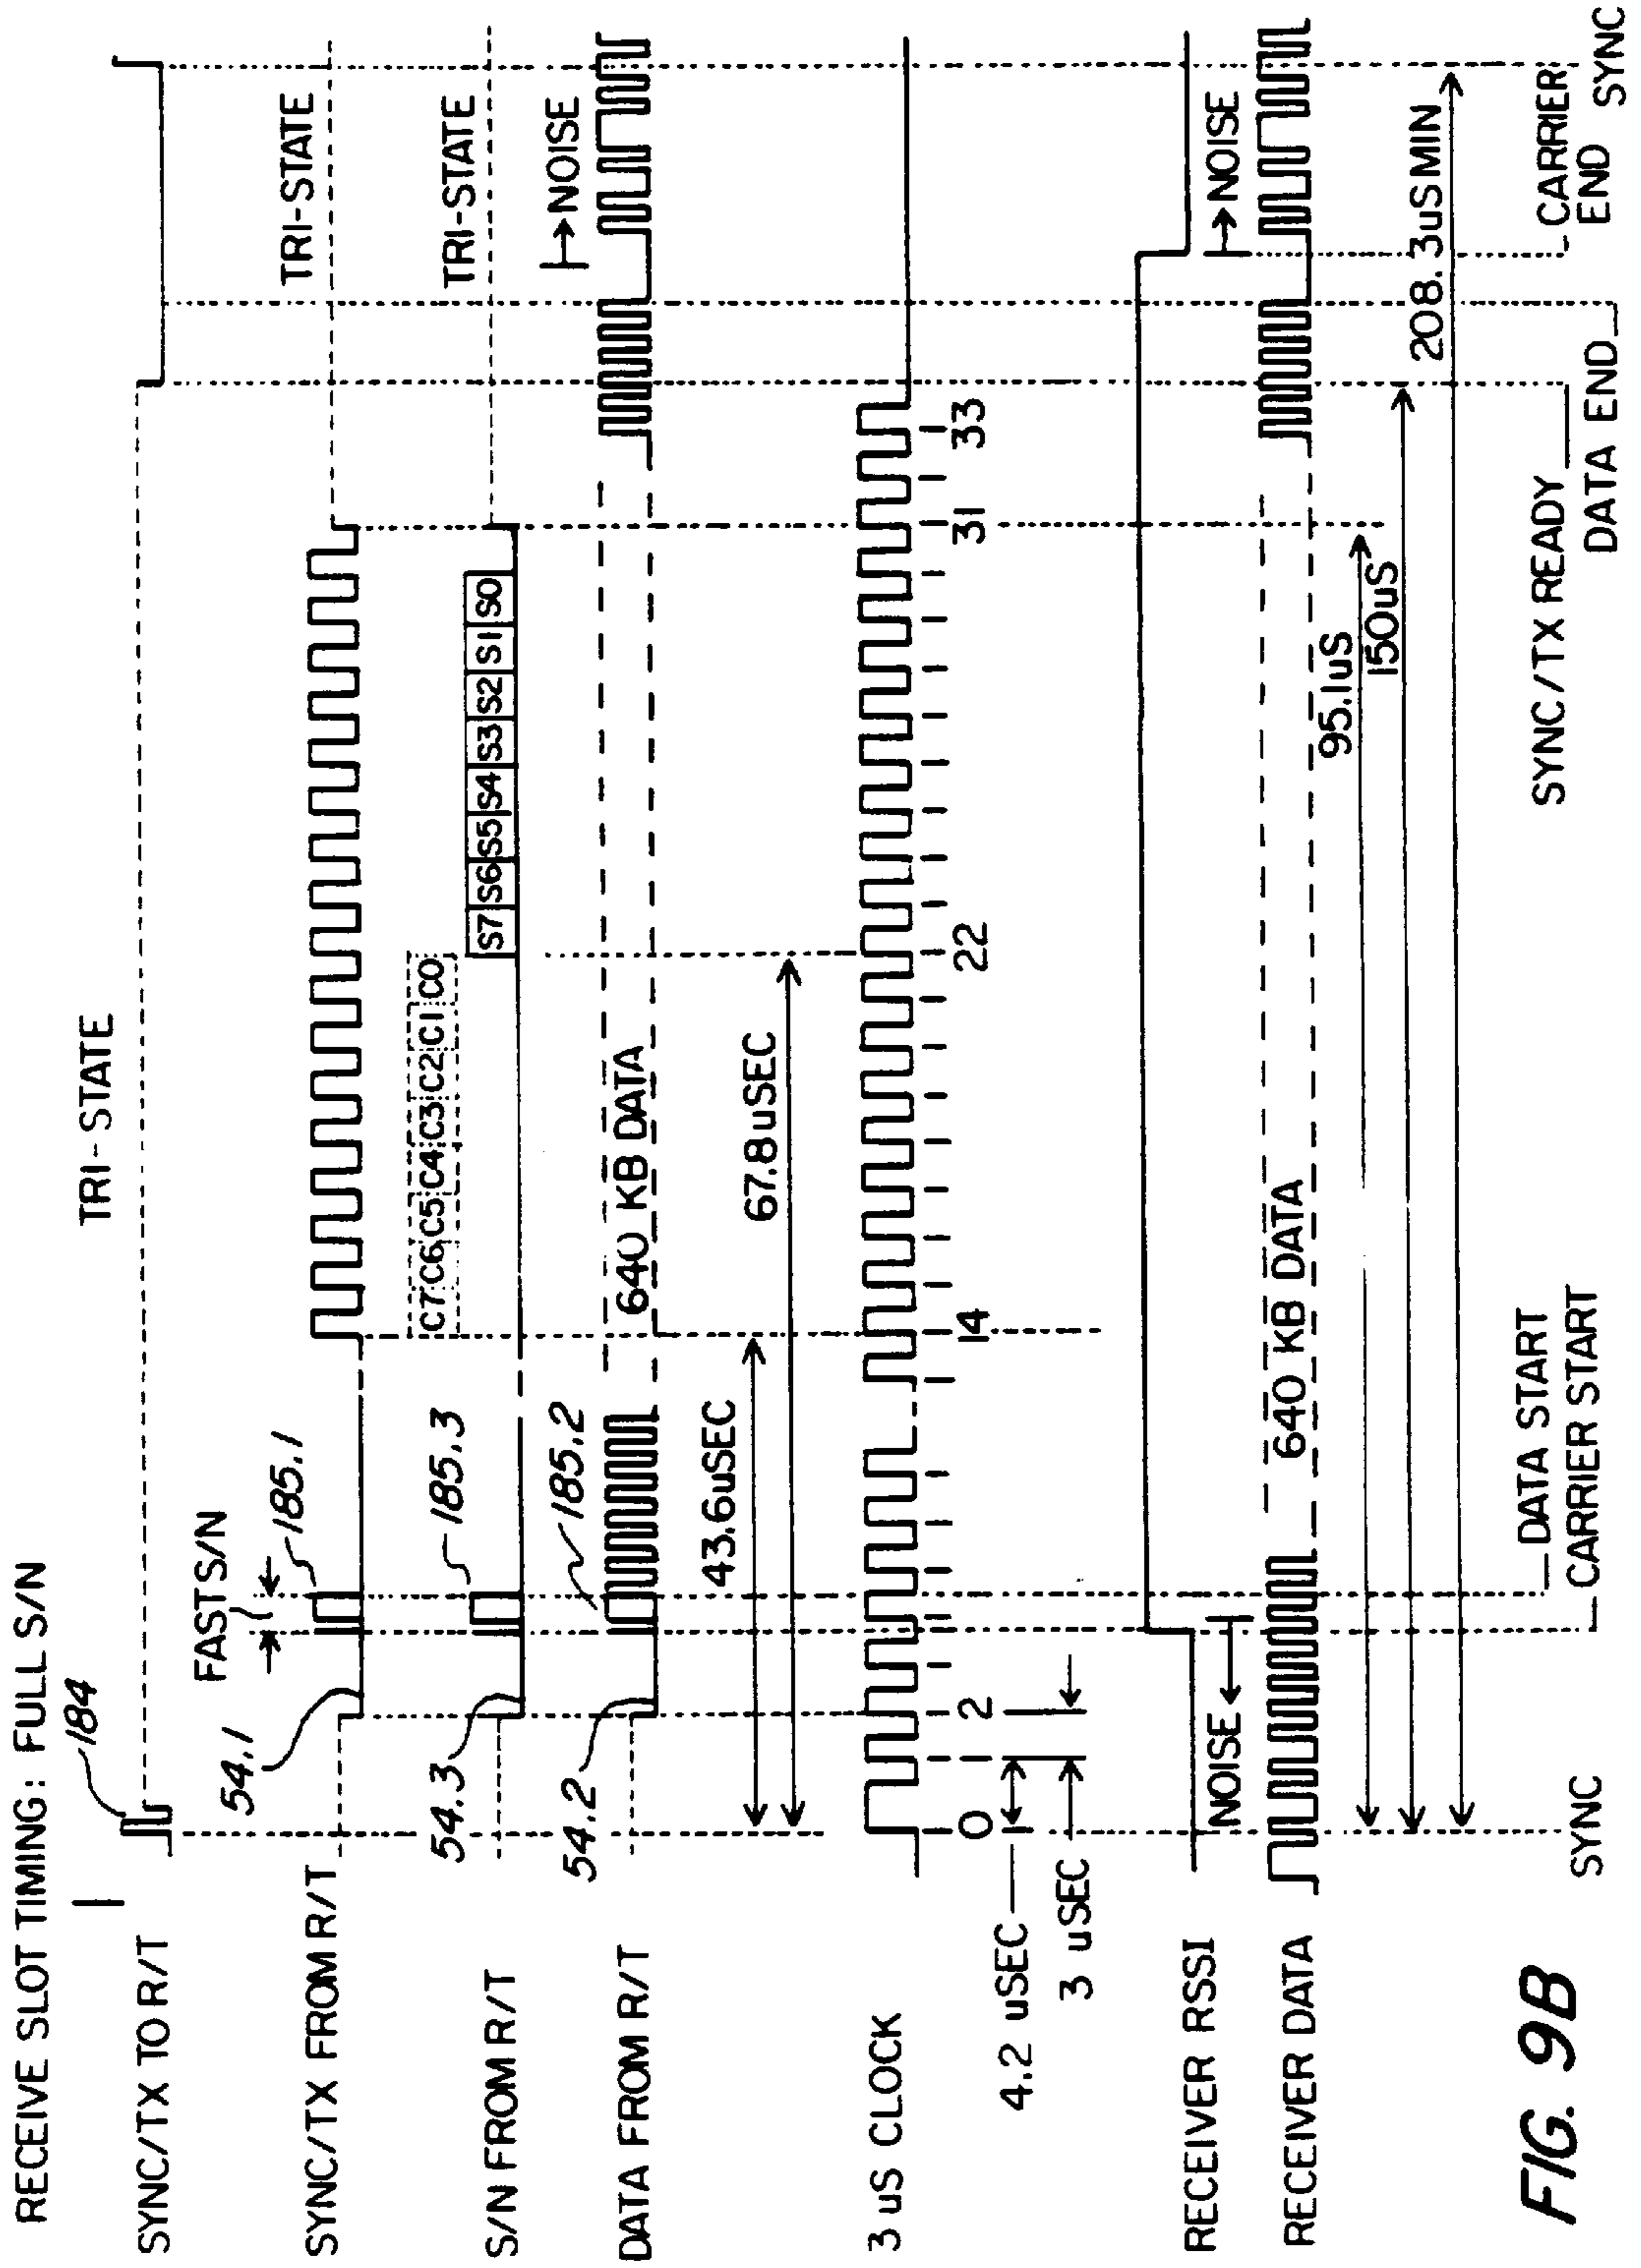 RECEIVE SLOT TIMING: FULL S/N
184
SYNC/TX TO R/T
TRI-STATE
FASTS/N
185.1
54.1
SYNC/TX FROM R/T
TRI-STATE
185.3
C7 C6 C5 C4 C3 C2 C1 C0
S7 S6 S5 S4 S3 S2 S1 S0
54.3
S/N FROM R/T
TRI-STATE
185.2
54.2
DATA FROM R/T
640 KB DATA
NOISE
43.6uSEC
67.8uSEC
3 uS CLOCK
0 2 14 22 31 33
4.2 uSEC
3 uSEC
RECEIVER RSSI
NOISE
NOISE
RECEIVER DATA
640 KB DATA
95.1uS
150uS
208.3uS MIN
SYNC
DATA START
CARRIER START
SYNC/TX READY
DATA END
CARRIER END
SYNC
FIG. 9B